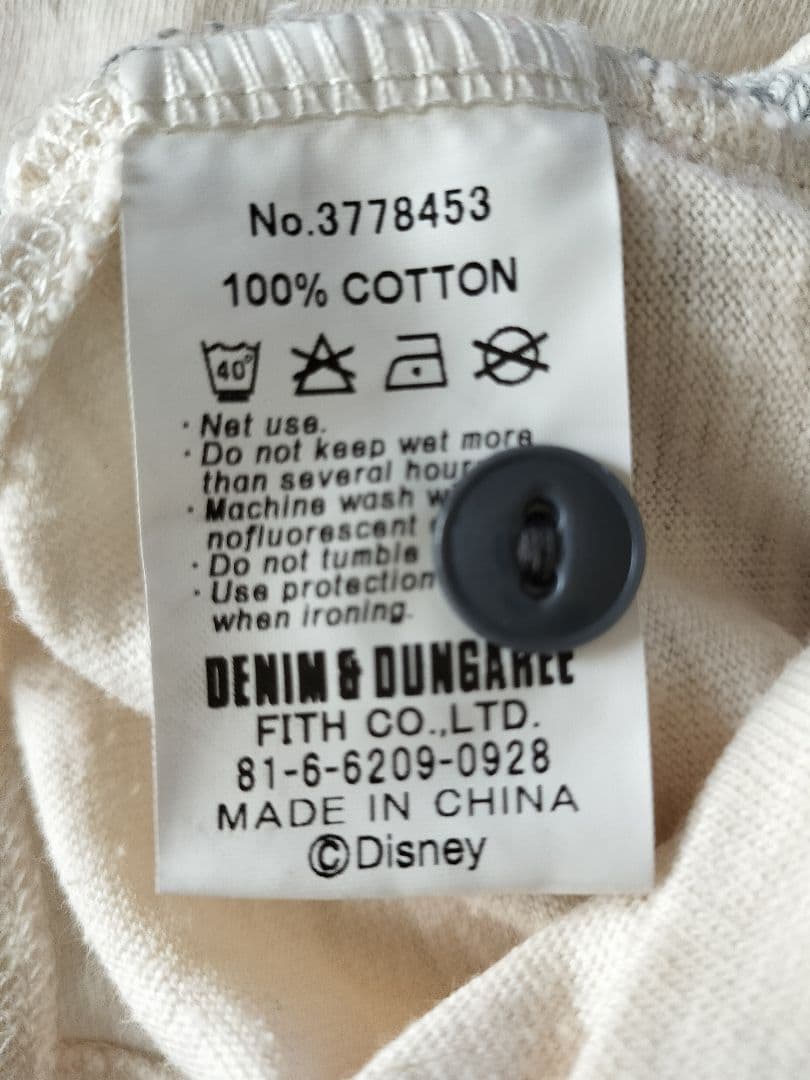 No.3778453
100% COTTON
40°
· Net use.
· Do not keep wet more
than several hour
· Machine wash w
nofluorescent
· Do not tumble
· Use protection
when ironing.
DENIM & DUNGAREE
FITH CO.,LTD.
81-6-6209-0928
MADE IN CHINA
©Disney